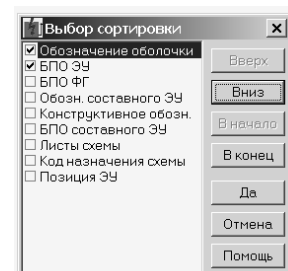 Выбор сортировки
Обозначение оболочки
БПО ЭУ
БПО ФГ
Обозн. составного ЭУ
Конструктивное обозн.
БПО составного ЭУ
Листы схемы
Код назначения схемы
Позиция ЭУ
Вверх
Вниз
В начало
В конец
Да
Отмена
Помощь